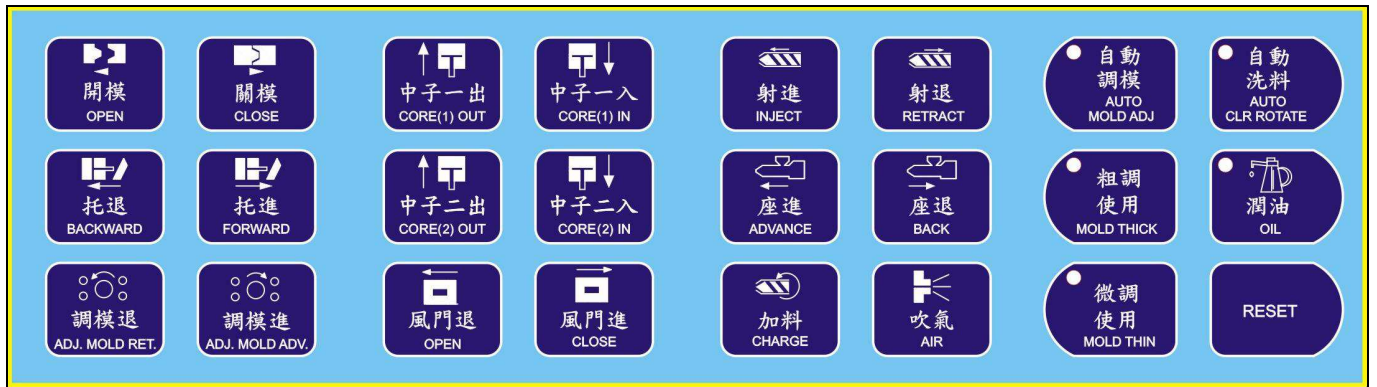 開模
OPEN
關模
CLOSE
中子一出
CORE(1) OUT
中子一入
CORE(1) IN
射進
INJECT
射退
RETRACT
自動
調模
AUTO
MOLD ADJ
自動
洗料
AUTO
CLR ROTATE
托退
BACKWARD
托進
FORWARD
中子二出
CORE(2) OUT
中子二入
CORE(2) IN
座進
ADVANCE
座退
BACK
粗調
使用
MOLD THICK
潤油
OIL
調模退
ADJ. MOLD RET.
調模進
ADJ. MOLD ADV.
風門退
OPEN
風門進
CLOSE
加料
CHARGE
吹氣
AIR
微調
使用
MOLD THIN
RESET